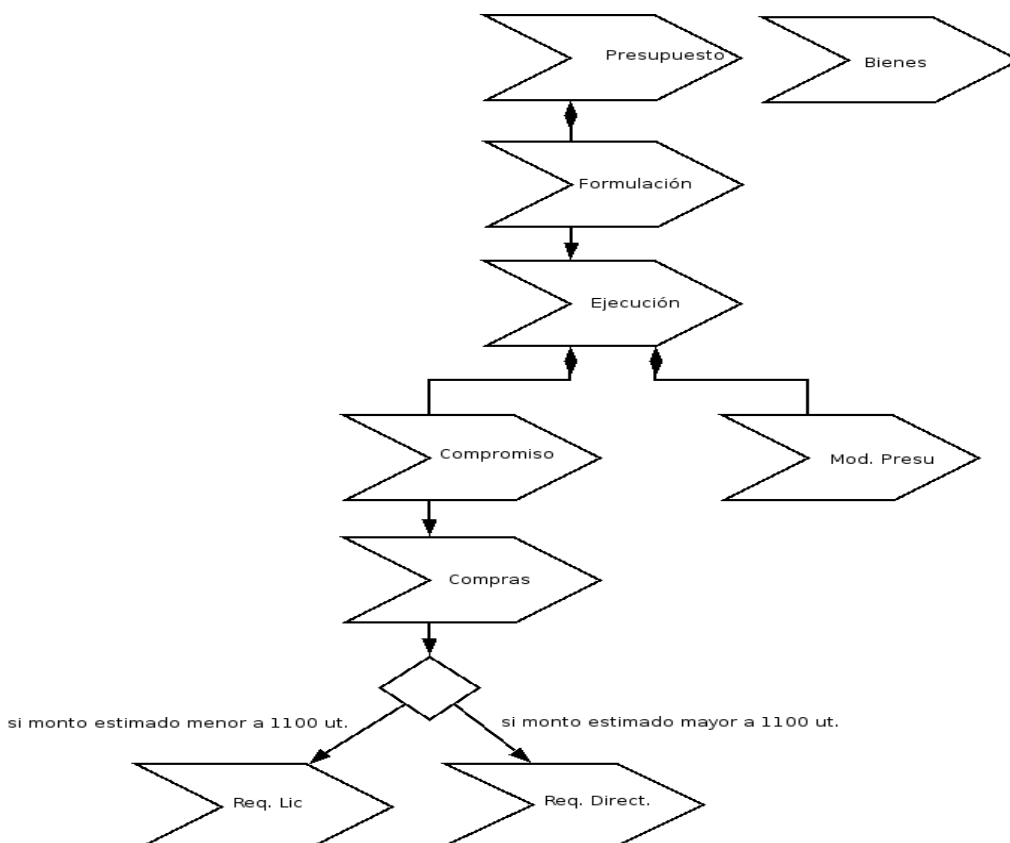 Presupuesto
Bienes
Formulación
Ejecución
Compromiso
Mod. Presu
Compras
si monto estimado menor a 1100 ut.
si monto estimado mayor a 1100 ut.
Req. Lic
Req. Direct.